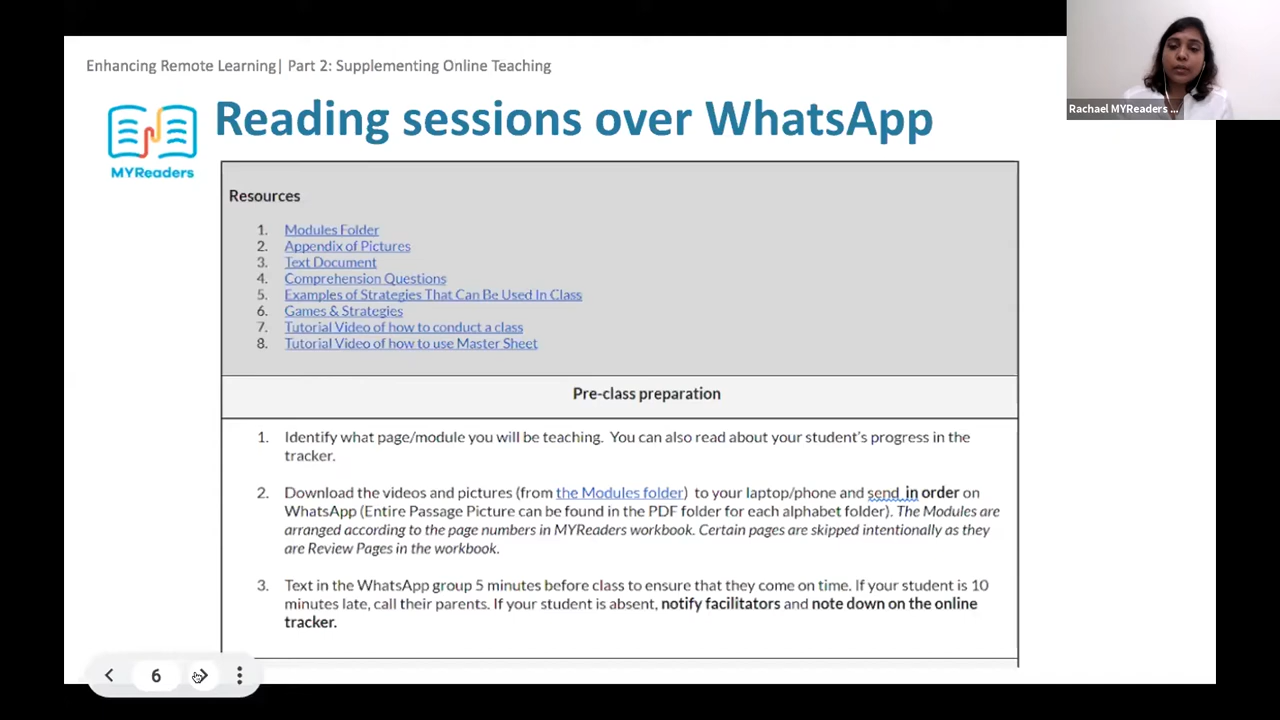 Enhancing Remote Learning| Part 2: Supplementing Online Teaching
Rachael MYReaders ...
MYReaders
Reading sessions over WhatsApp
Resources
1. Modules Folder
2. Appendix of Pictures
3. Text Document
4. Comprehension Questions
5. Examples of Strategies That Can Be Used In Class
6. Games & Strategies
7. Tutorial Video of how to conduct a class
8. Tutorial Video of how to use Master Sheet
Pre-class preparation
1. Identify what page/module you will be teaching. You can also read about your student's progress in the
tracker.
2. Download the videos and pictures (from the Modules folder) to your laptop/phone and send in order on
WhatsApp (Entire Passage Picture can be found in the PDF folder for each alphabet folder). The Modules are
arranged according to the page numbers in MYReaders workbook. Certain pages are skipped intentionally as they
are Review Pages in the workbook.
3. Text in the WhatsApp group 5 minutes before class to ensure that they come on time. If your student is 10
minutes late, call their parents. If your student is absent, notify facilitators and note down on the online
tracker.
6